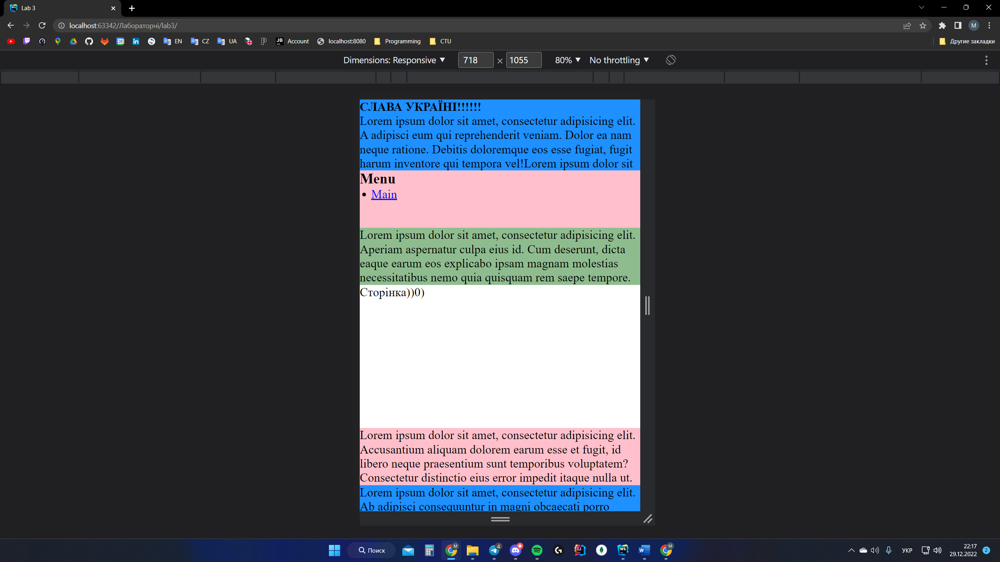 Lab 3
localhost:63342/Лабораторні/lab3/
M
28
EN
CZ
UA
JB
Account
localhost:8080
Programming
CTU
Другие закладки
Dimensions: Responsive
718
×
1055
80%
No throttling
СЛАВА УКРАЇНІ!!!!!!
Lorem ipsum dolor sit amet, consectetur adipisicing elit.
A adipisci eum qui reprehenderit veniam. Dolor ea nam
neque ratione. Debitis doloremque eos esse fugiat, fugit
harum inventore qui tempora vel!Lorem ipsum dolor sit
Menu
Main
Lorem ipsum dolor sit amet, consectetur adipisicing elit.
Aperiam aspernatur culpa eius id. Cum deserunt, dicta
eaque earum eos explicabo ipsam magnam molestias
necessitatibus nemo quia quisquam rem saepe tempore.
Сторінка))0)
Lorem ipsum dolor sit amet, consectetur adipisicing elit.
Accusantium aliquam dolorem earum esse et fugit, id
libero neque praesentium sunt temporibus voluptatem?
Consectetur distinctio eius error impedit itaque nulla ut.
Lorem ipsum dolor sit amet, consectetur adipisicing elit.
Ab adipisci consequuntur in magni obcaecati porro
Поиск
M
4
IJ
WS
W
M
УКР
22:17
29.12.2022
2